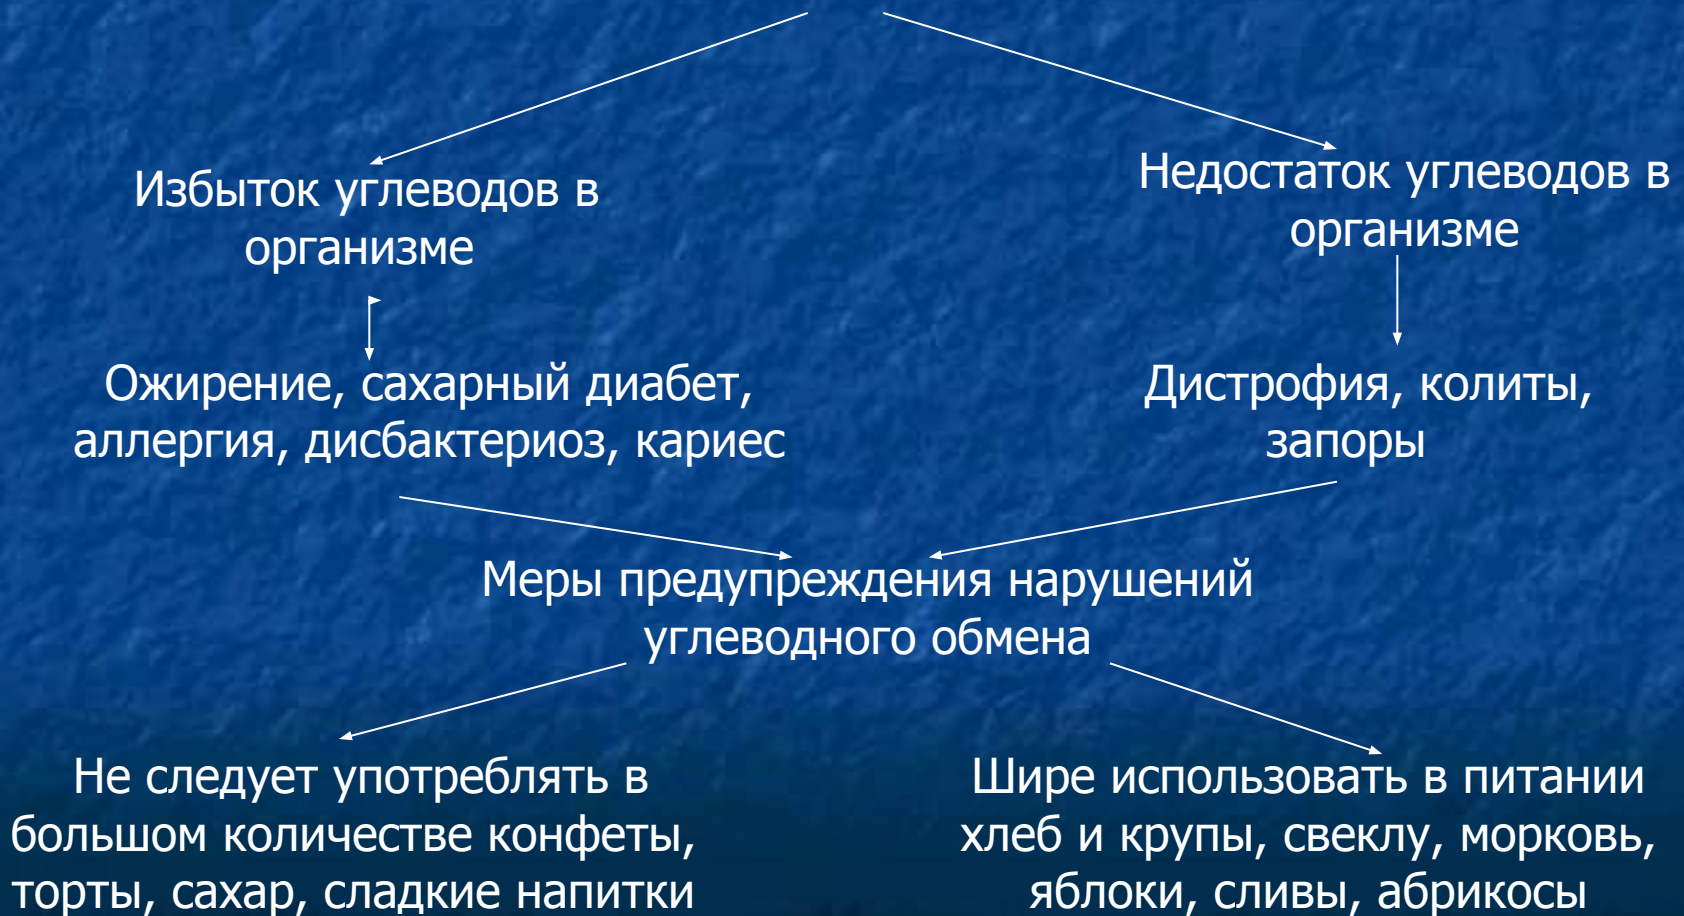 Избыток углеводов в
организме
Недостаток углеводов в
организме
Ожирение, сахарный диабет,
аллергия, дисбактериоз, кариес
Дистрофия, колиты,
запоры
Меры предупреждения нарушений
углеводного обмена
Не следует употреблять в
большом количестве конфеты,
торты, сахар, сладкие напитки
Шире использовать в питании
хлеб и крупы, свеклу, морковь,
яблоки, сливы, абрикосы